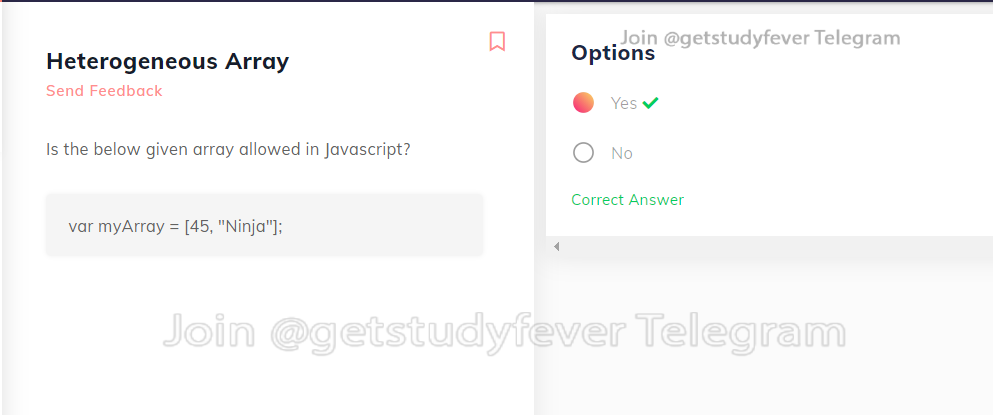 Heterogeneous Array
Send Feedback
Is the below given array allowed in Javascript?
var myArray = [45, "Ninja"];
Join @getstudyfever Telegram
Options
Yes
No
Correct Answer
Join @getstudyfever Telegram